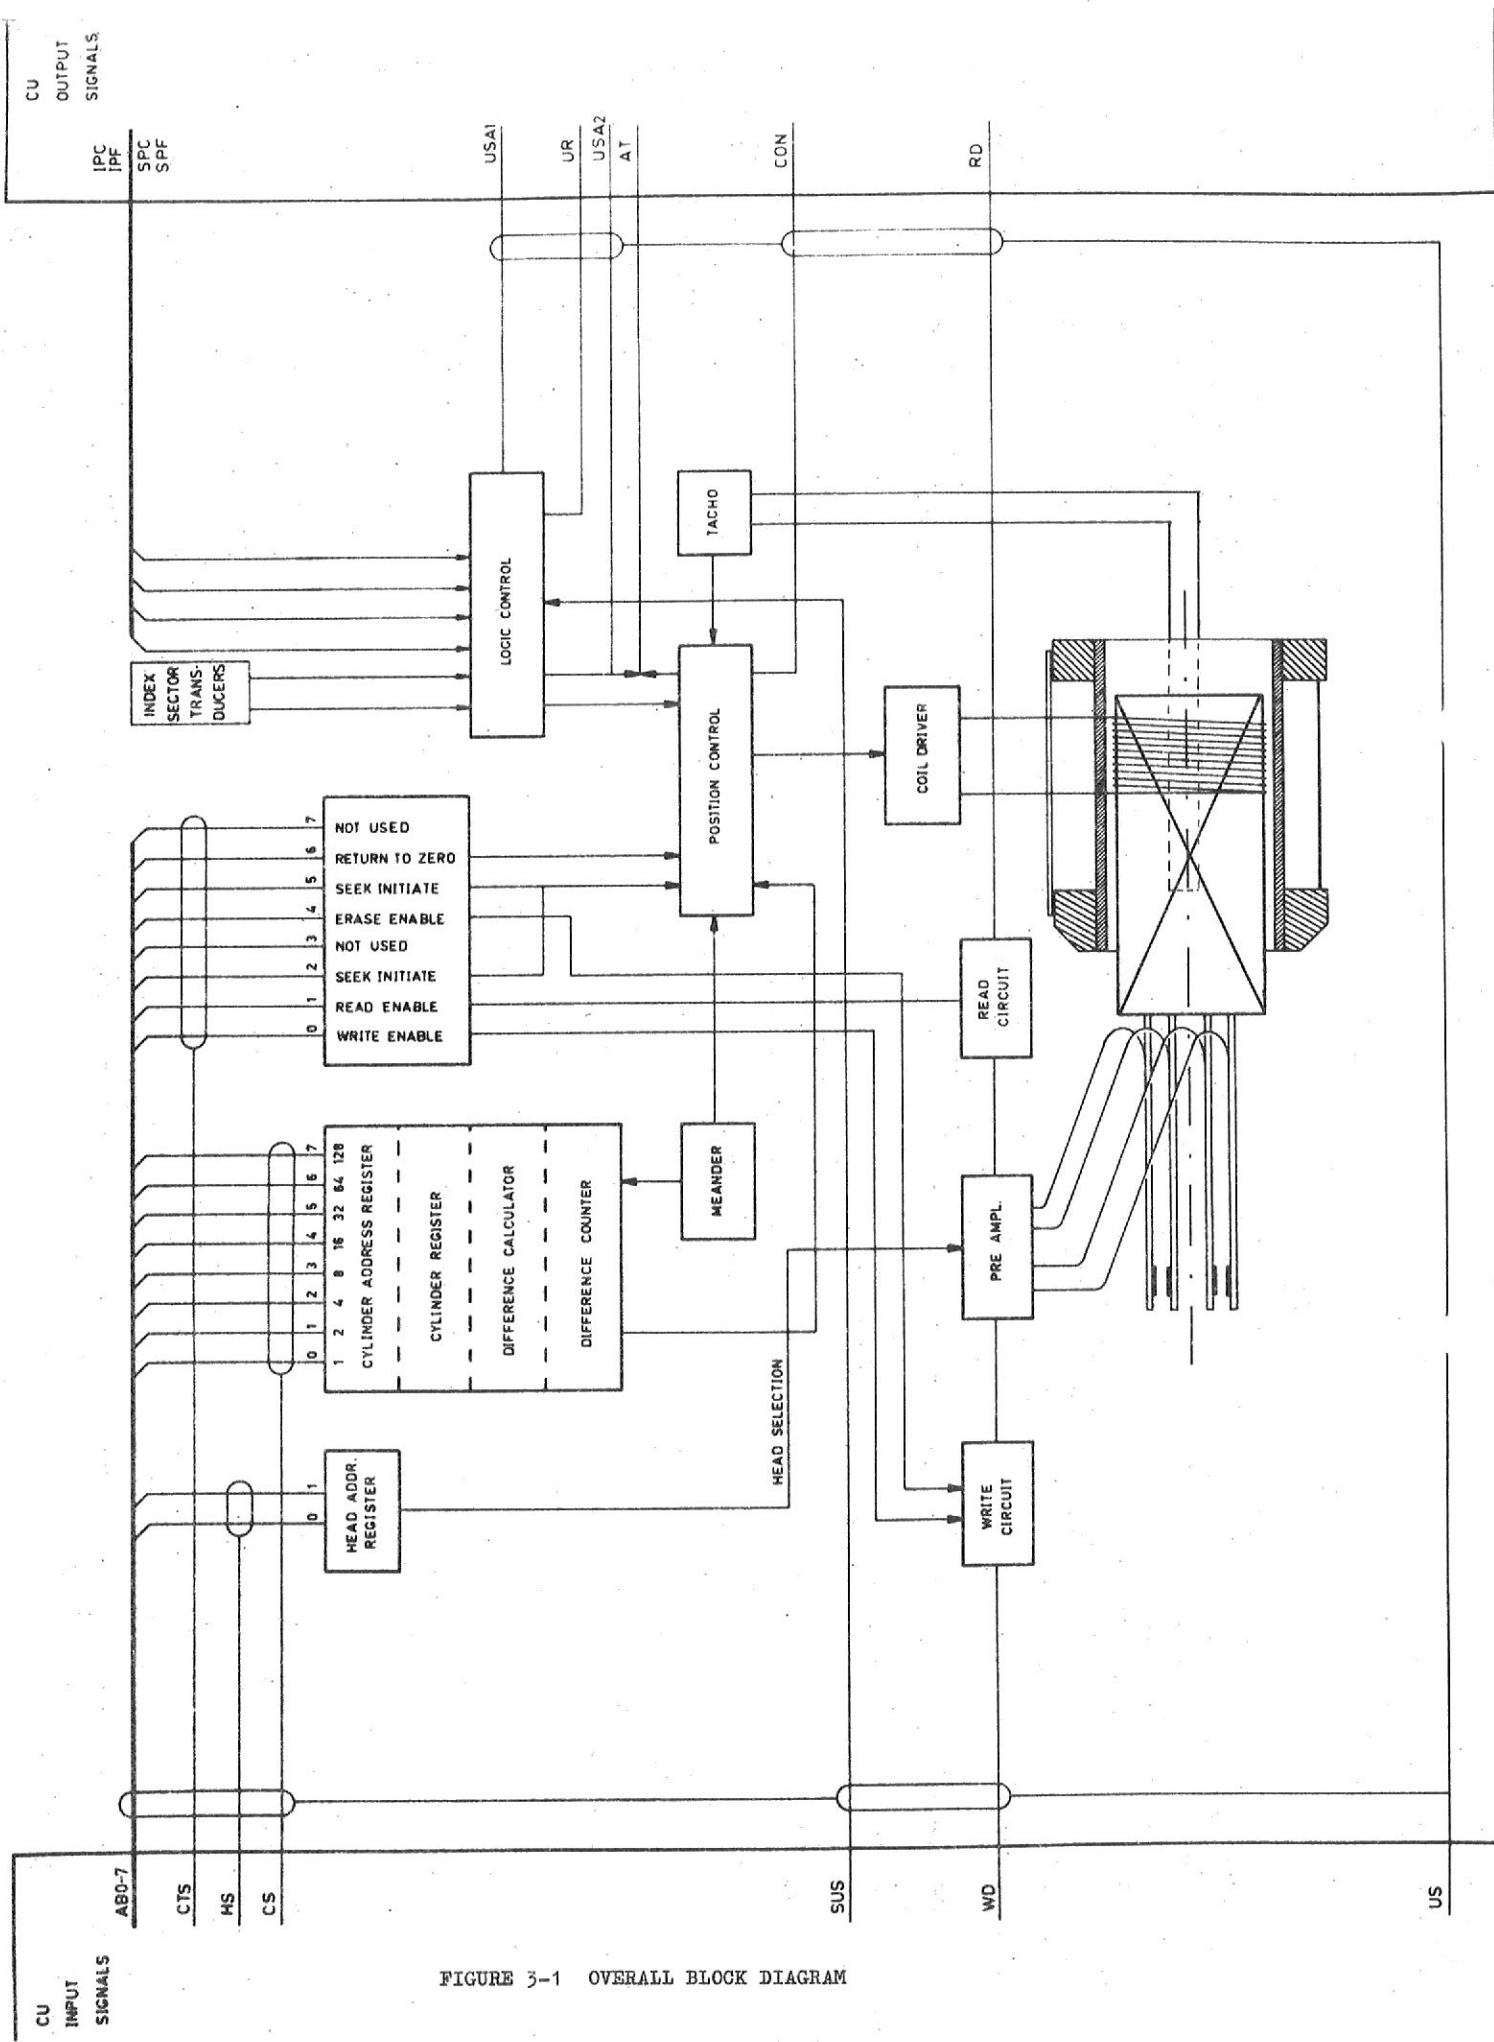 CU
INPUT
SIGNALS
AB0-7
CTS
HS
CS
SUS
WD
US
HEAD ADDR.
REGISTER
0
1
0
1
2
3
4
5
6
7
1
2
4
8
16
32
64
128
CYLINDER ADDRESS REGISTER
CYLINDER REGISTER
DIFFERENCE CALCULATOR
DIFFERENCE COUNTER
HEAD SELECTION
MEANDER
WRITE
CIRCUIT
PRE AMPL.
READ
CIRCUIT
0
1
2
3
4
5
6
7
NOT USED
RETURN TO ZERO
SEEK INITIATE
ERASE ENABLE
NOT USED
SEEK INITIATE
READ ENABLE
WRITE ENABLE
INDEX
SECTOR
TRANS-
DUCERS
LOGIC CONTROL
POSITION CONTROL
COIL DRIVER
TACHO
CU
OUTPUT
SIGNALS
IPC
IPF
SPC
SPF
USA1
UR
USA2
AT
CON
RD
FIGURE 3-1 OVERALL BLOCK DIAGRAM